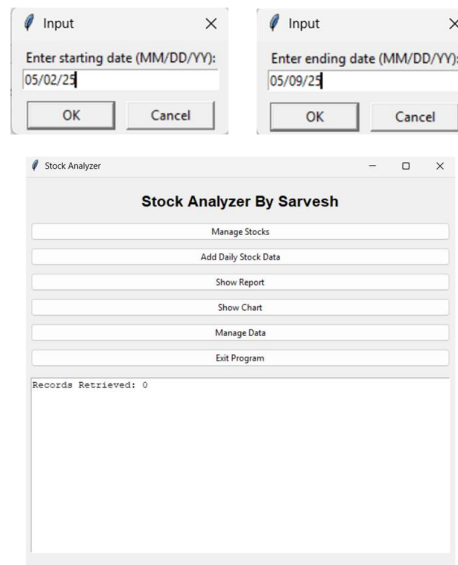 Input
Enter starting date (MM/DD/YY):
05/02/25
OK Cancel
Input
Enter ending date (MM/DD/YY):
05/09/25
OK Cancel
Stock Analyzer
Stock Analyzer By Sarvesh
Manage Stocks
Add Daily Stock Data
Show Report
Show Chart
Manage Data
Exit Program
Records Retrieved: 0